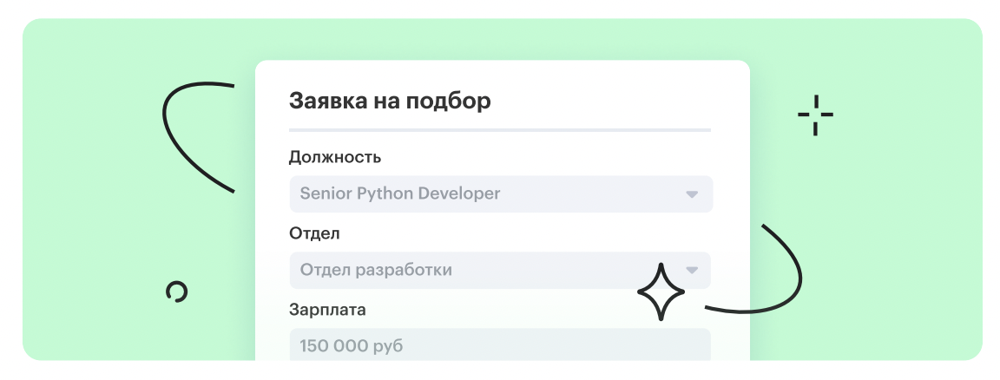 Заявка на подбор
Должность
Senior Python Developer
Отдел
Отдел разработки
Зарплата
150 000 руб